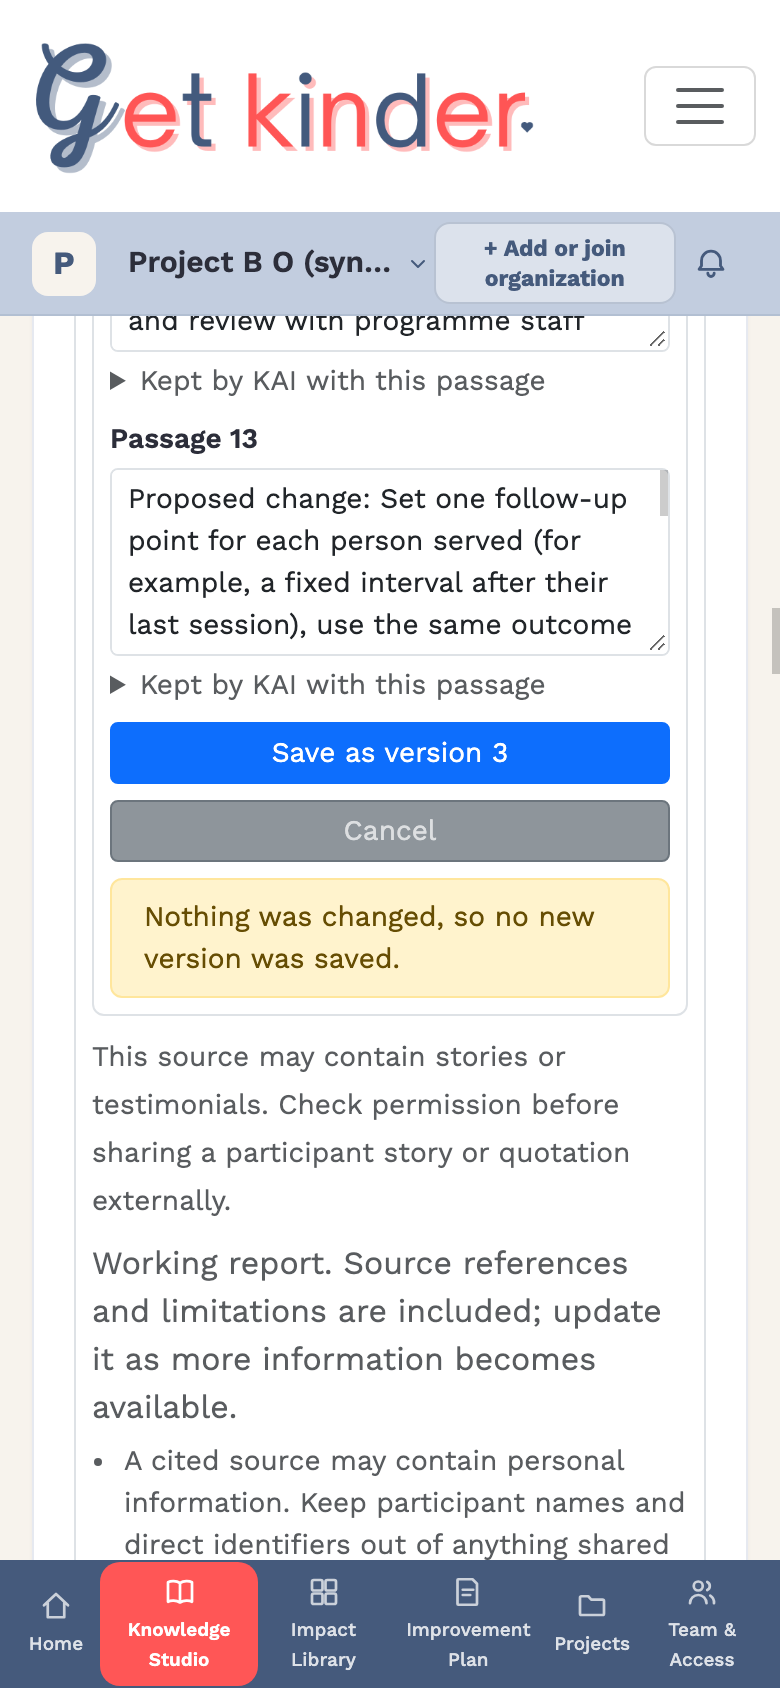 Get kinder
P
Project B O (syn...
+ Add or join
organization
and review with programme staff
Kept by KAI with this passage
Passage 13
Proposed change: Set one follow-up
point for each person served (for
example, a fixed interval after their
last session), use the same outcome
Kept by KAI with this passage
Save as version 3
Cancel
Nothing was changed, so no new
version was saved.
This source may contain stories or
testimonials. Check permission before
sharing a participant story or quotation
externally.
Working report. Source references
and limitations are included; update
it as more information becomes
available.
• A cited source may contain personal
information. Keep participant names and
direct identifiers out of anything shared
Home
Knowledge
Studio
Impact
Library
Improvement
Plan
Projects
Team &
Access